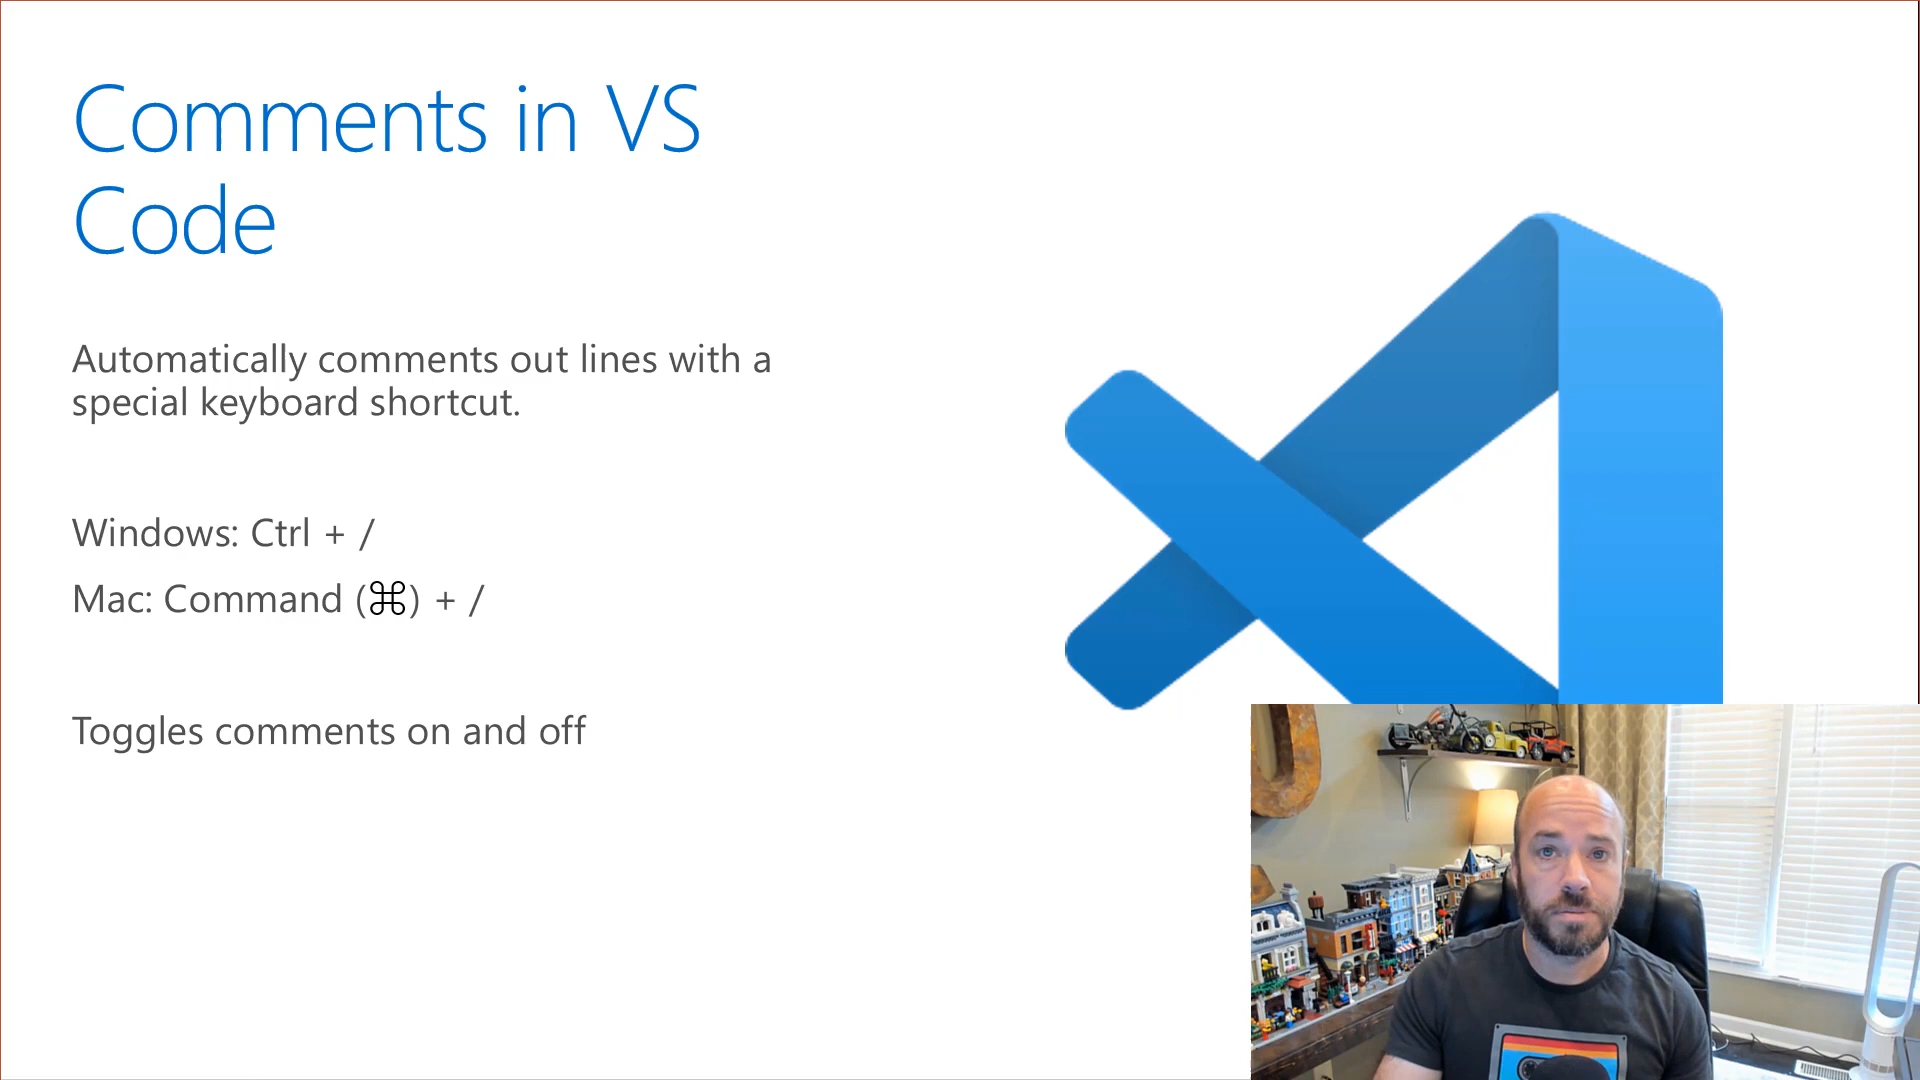 Comments in VS
Code
Automatically comments out lines with a
special keyboard shortcut.
Windows: Ctrl + /
Mac: Command (⌘) + /
Toggles comments on and off